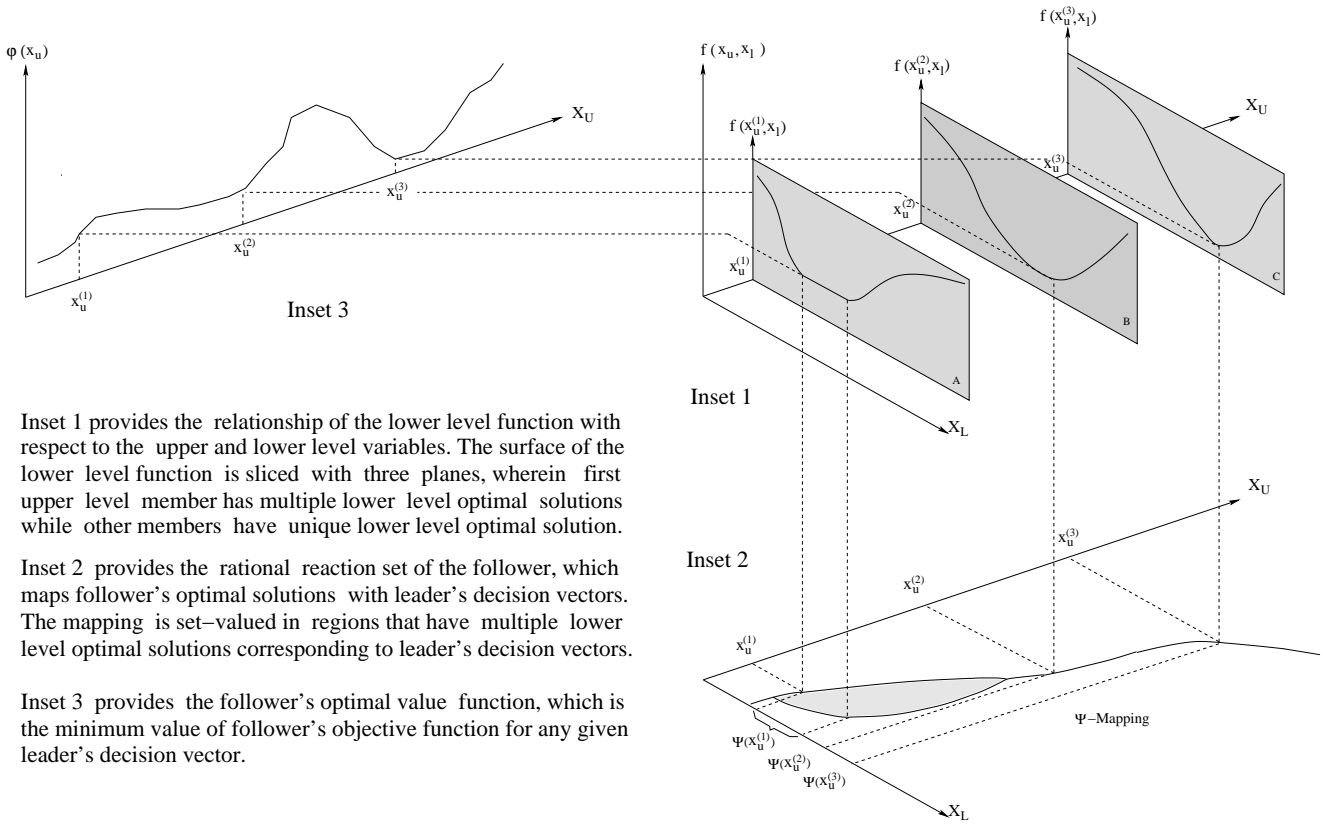 φ(x_u)
X_U
x_u^(1)
x_u^(2)
x_u^(3)
Inset 3
f(x_u,x_l)
f(x_u^(1),x_l)
f(x_u^(2),x_l)
f(x_u^(3),x_l)
X_U
x_u^(1)
x_u^(2)
x_u^(3)
A
B
C
X_L
Inset 1
Inset 1 provides the relationship of the lower level function with
respect to the upper and lower level variables. The surface of the
lower level function is sliced with three planes, wherein first
upper level member has multiple lower level optimal solutions
while other members have unique lower level optimal solution.
Inset 2 provides the rational reaction set of the follower, which
maps follower's optimal solutions with leader's decision vectors.
The mapping is set−valued in regions that have multiple lower
level optimal solutions corresponding to leader's decision vectors.
Inset 3 provides the follower's optimal value function, which is
the minimum value of follower's objective function for any given
leader's decision vector.
Inset 2
X_U
x_u^(1)
x_u^(2)
x_u^(3)
Ψ−Mapping
Ψ(x_u^(1))
Ψ(x_u^(2))
Ψ(x_u^(3))
X_L